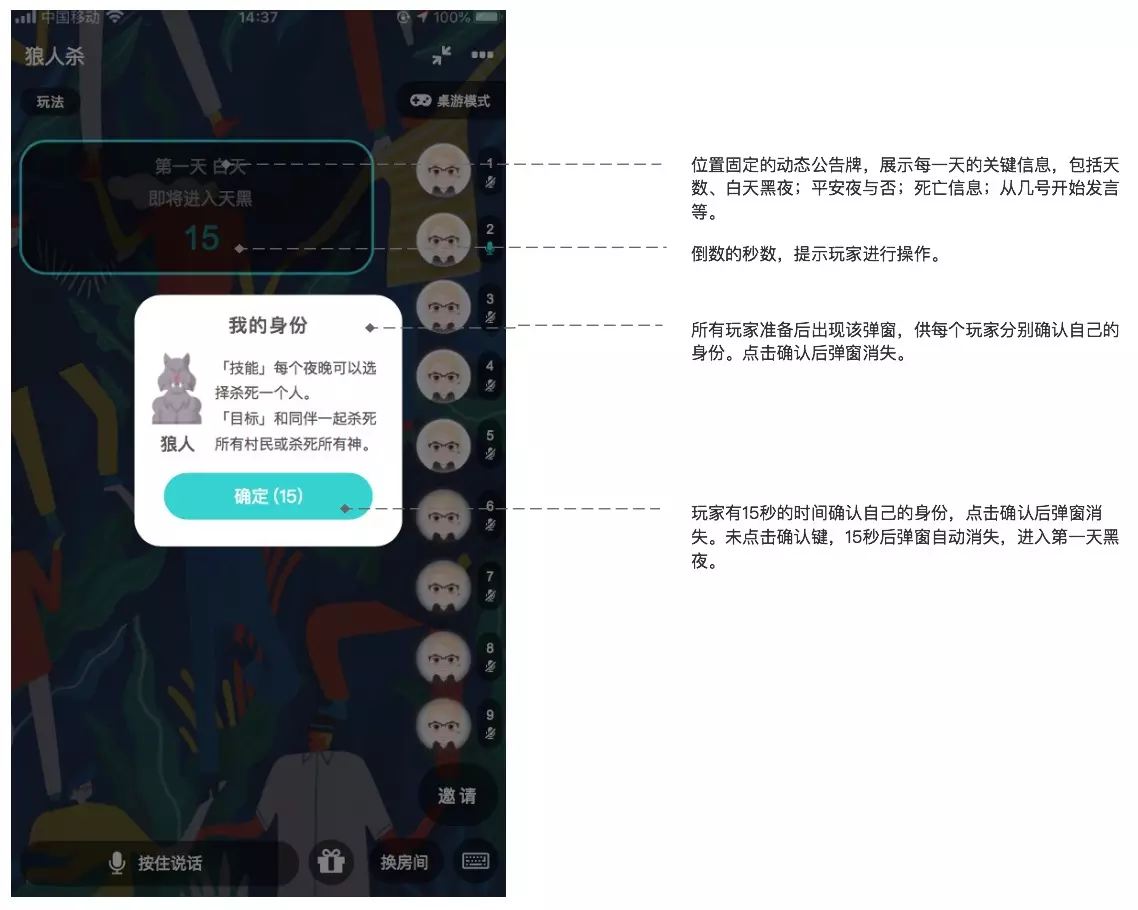 中国移动
14:37
100%
狼人杀
玩法
桌游模式
第一天 白天
即将进入天黑
15
1
2
3
4
5
6
7
8
9
我的身份
「技能」每个夜晚可以选
择杀死一个人。
「目标」和同伴一起杀死
所有村民或杀死所有神。
狼人
确定 (15)
邀请
按住说话
换房间
位置固定的动态公告牌，展示每一天的关键信息，包括天
数、白天黑夜；平安夜与否；死亡信息；从几号开始发言
等。
倒数的秒数，提示玩家进行操作。
所有玩家准备后出现该弹窗，供每个玩家分别确认自己的
身份。点击确认后弹窗消失。
玩家有15秒的时间确认自己的身份，点击确认后弹窗消
失。未点击确认键，15秒后弹窗自动消失，进入第一天黑
夜。